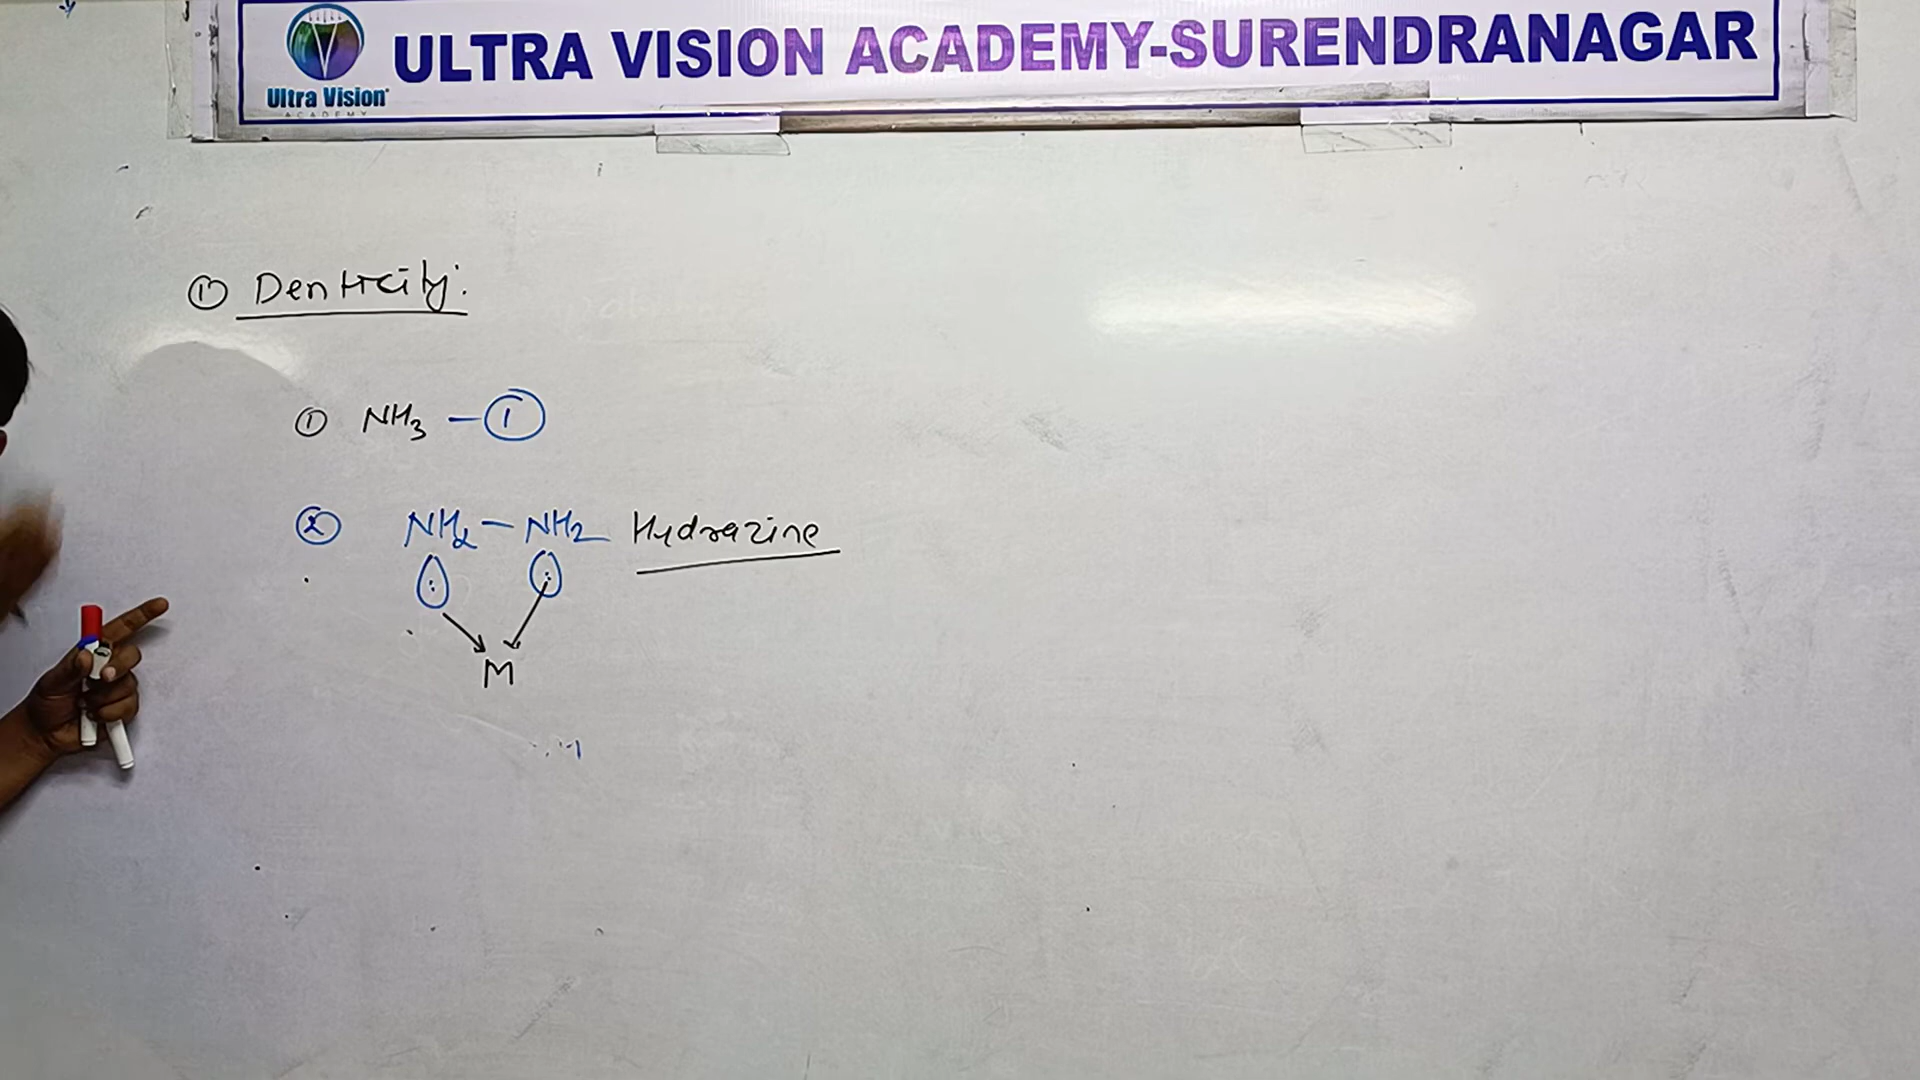 ULTRA VISION ACADEMY-SURENDRANAGAR
Ultra Vision
ACADEMY
① Denticity:
① NH3 — ①
② NH2 — NH2 Hydrazine
M